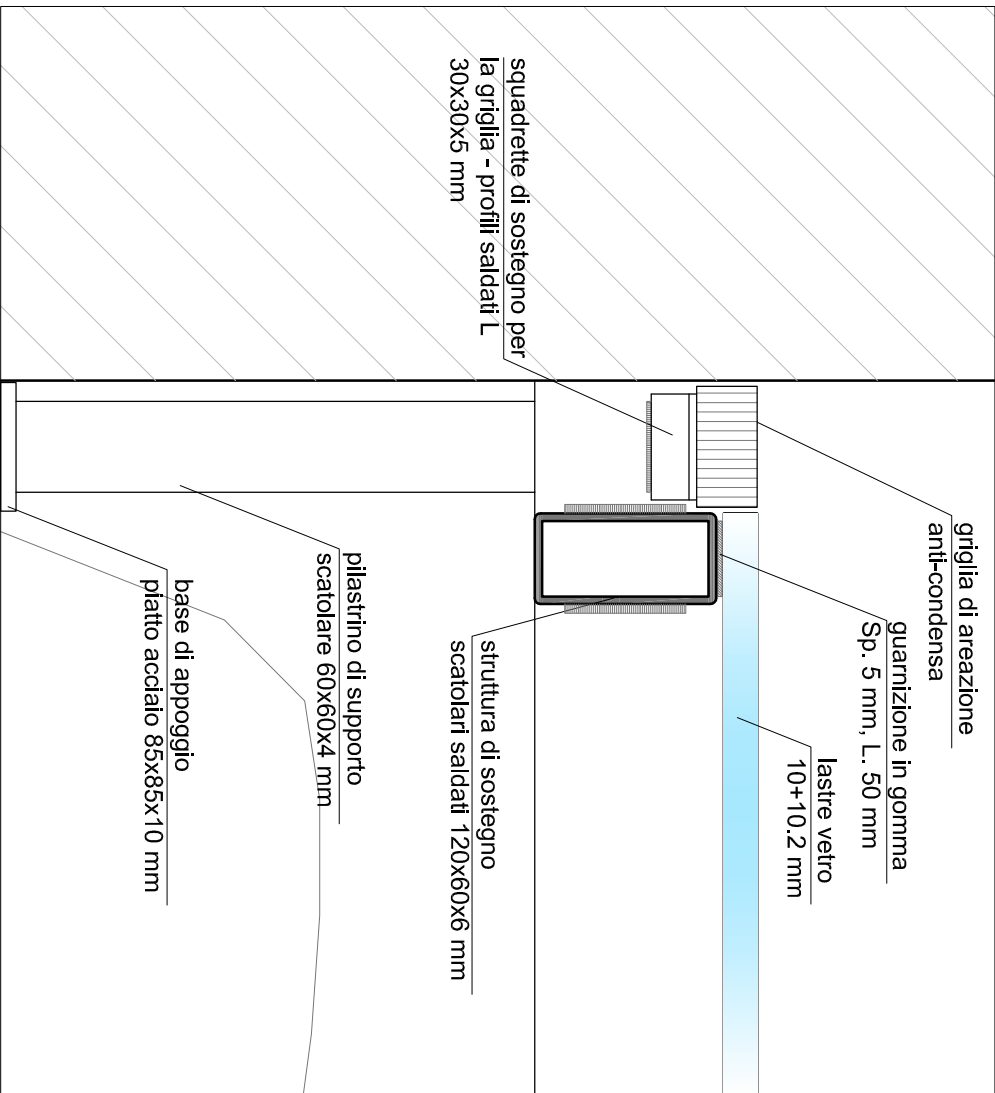 griglia di areazione
anti-condensa
guarnizione in gomma
Sp. 5 mm, L. 50 mm
lastre vetro
10+10.2 mm
squadrette di sostegno per
la griglia - profili saldati L
30x30x5 mm
struttura di sostegno
scatolari saldati 120x60x6 mm
pilastrino di supporto
scatolare 60x60x4 mm
base di appoggio
piatto acciaio 85x85x10 mm